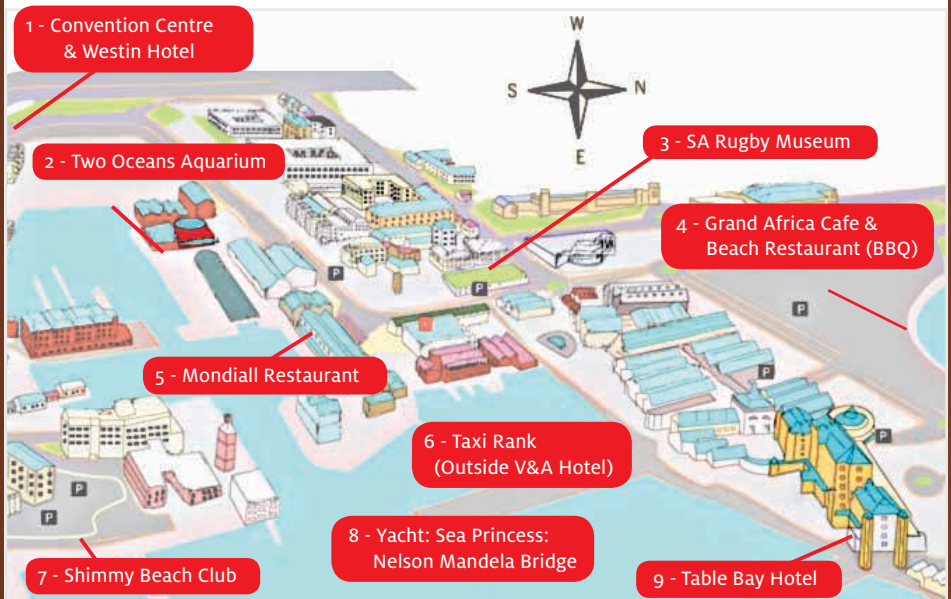 1 - Convention Centre
& Westin Hotel
W
S
N
E
2 - Two Oceans Aquarium
3 - SA Rugby Museum
4 - Grand Africa Cafe &
Beach Restaurant (BBQ)
P
P
P
5 - Mondiall Restaurant
P
6 - Taxi Rank
(Outside V&A Hotel)
P
P
P
8 - Yacht: Sea Princess:
Nelson Mandela Bridge
7 - Shimmy Beach Club
9 - Table Bay Hotel